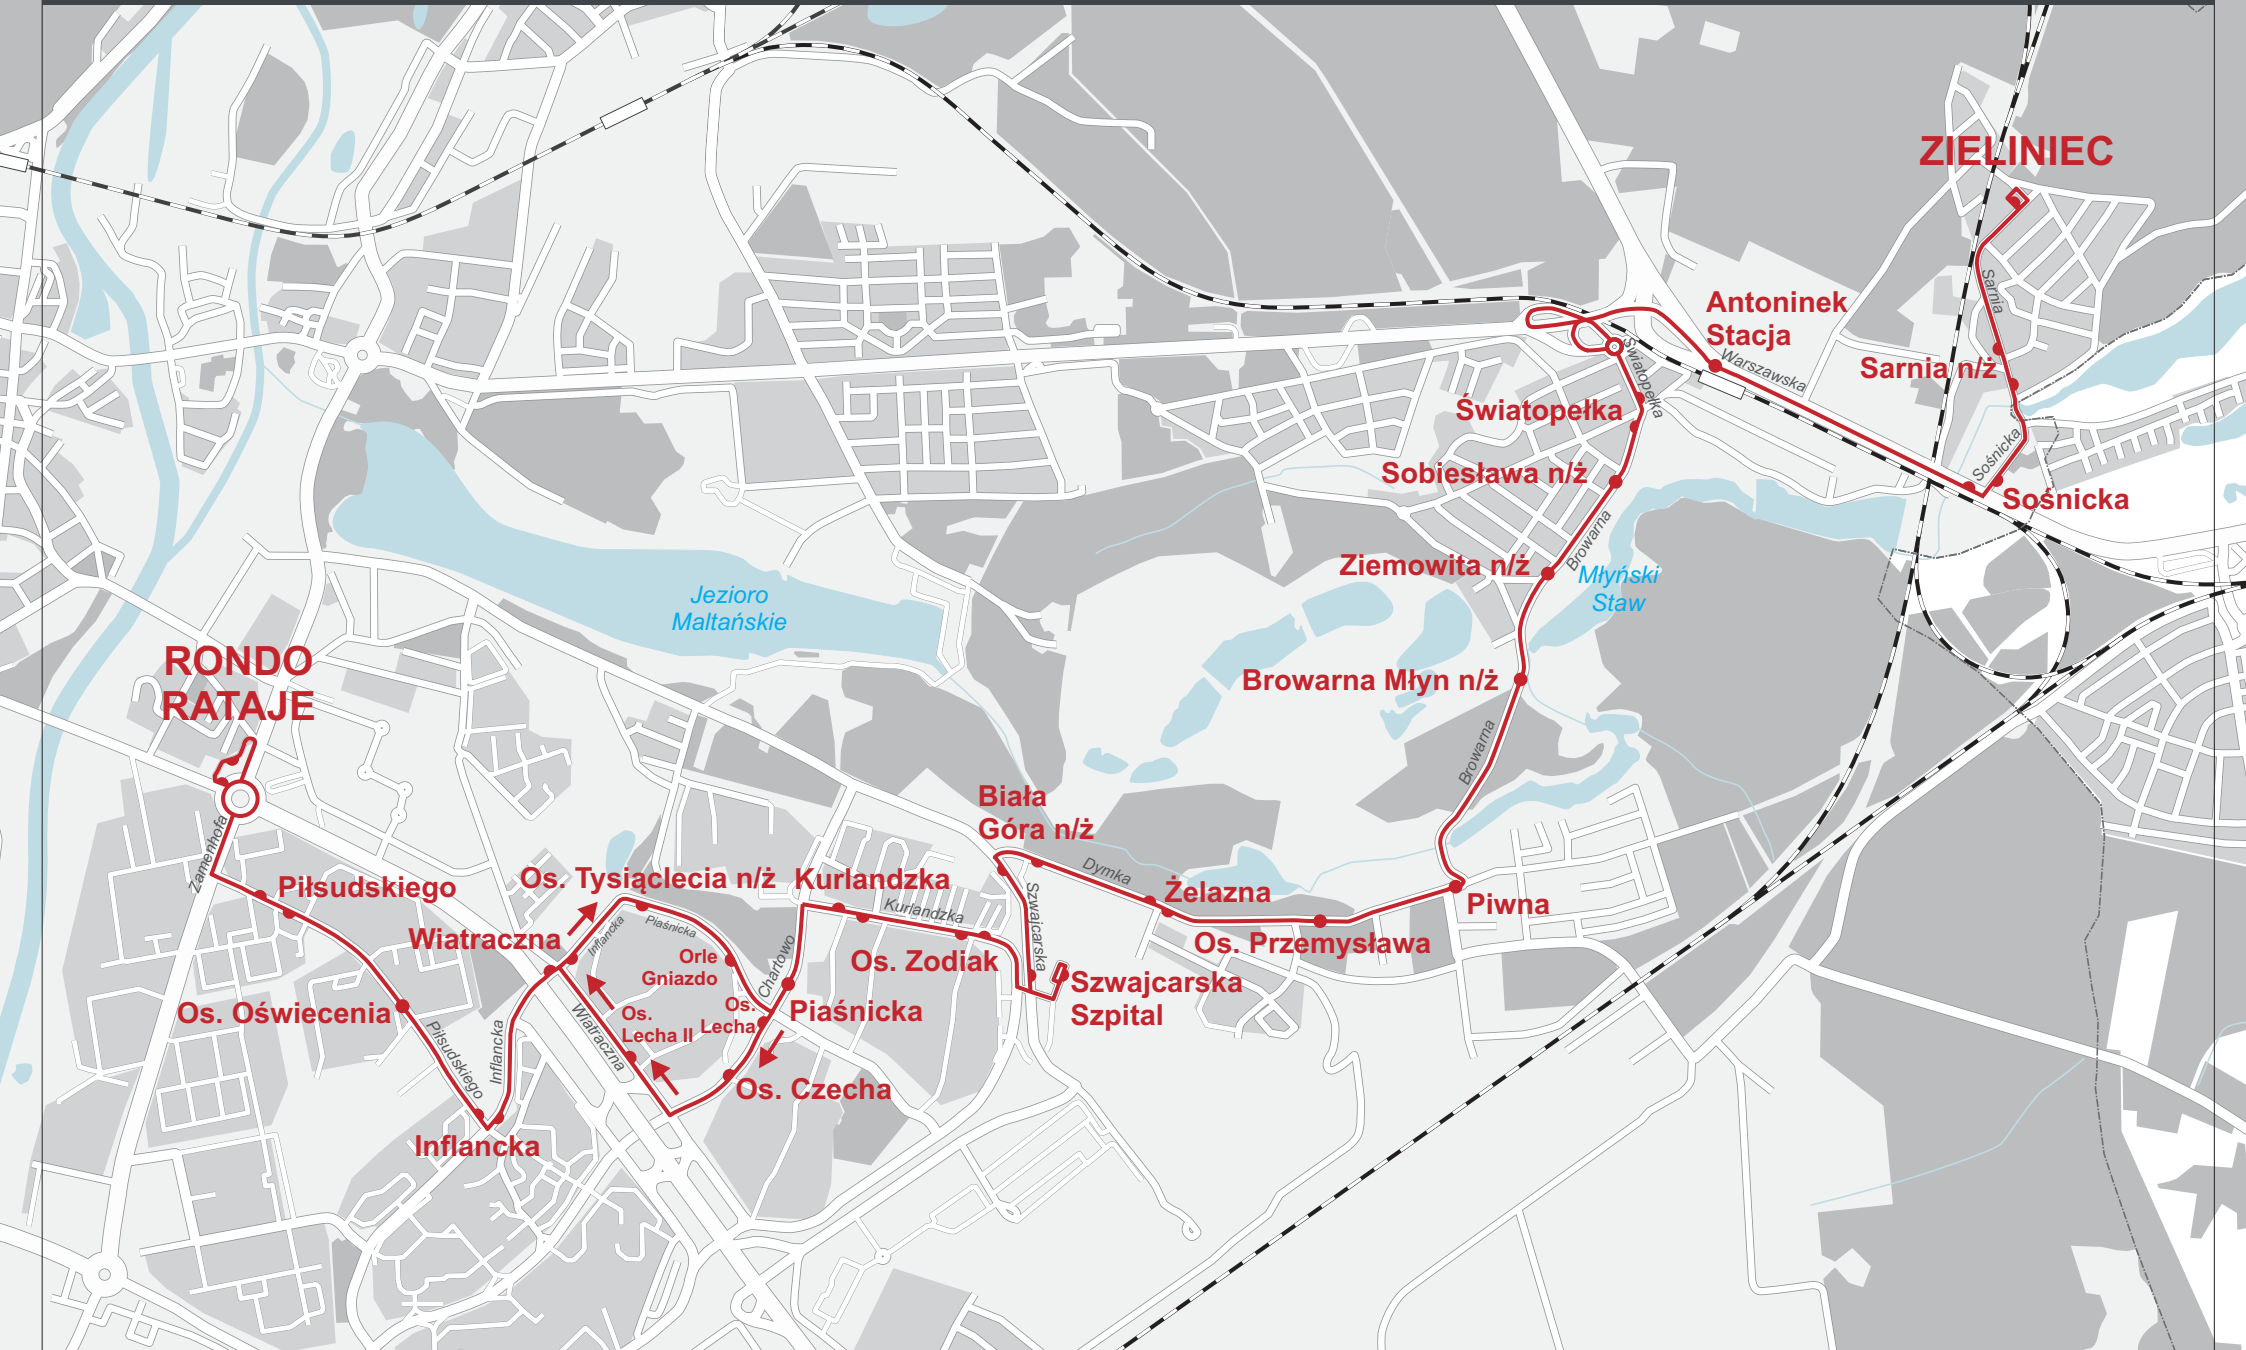 ZIELINIEC
Sarnia
Antoninek
Stacja
Warszawska
Świątopełka
Sarnia n/ż
Świątopełka
Sobiesława n/ż
Sośnicka
Sośnicka
Browarna
Ziemowita n/ż
Młyński
Staw
Jezioro
Maltańskie
RONDO
RATAJE
Browarna Młyn n/ż
Browarna
Biała
Góra n/ż
Zamenhofa
Piłsudskiego
Os. Tysiąclecia n/ż
Kurlandzka
Kurlandzka
Szwajcarska
Dymka
Żelazna
Piwna
Wiatraczna
Inflancka
Piaśnicka
Orle
Gniazdo
Chartowo
Os. Zodiak
Os. Przemysława
Os. Oświecenia
Piłsudskiego
Inflancka
Wiatraczna
Os.
Lecha II
Os.
Lecha
Piaśnicka
Szwajcarska
Szpital
Os. Czecha
Inflancka